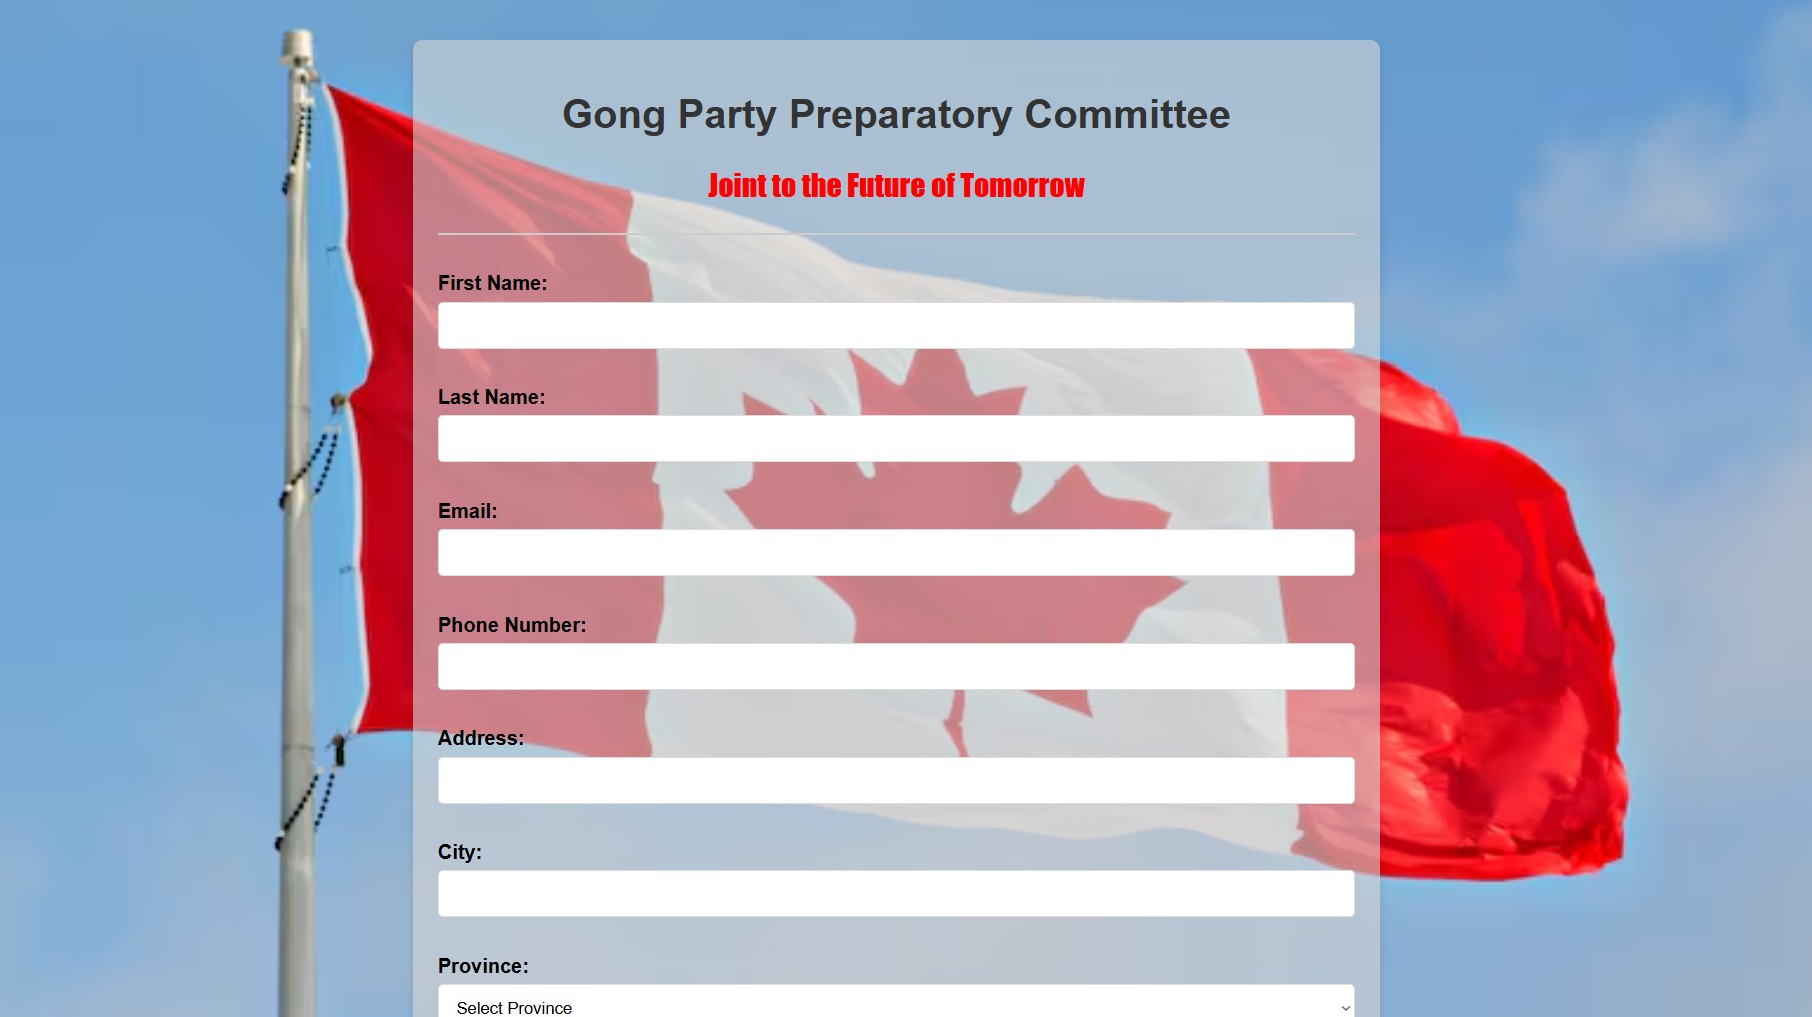 Gong Party Preparatory Committee
Joint to the Future of Tomorrow
First Name:
Last Name:
Email:
Phone Number:
Address:
City:
Province:
Select Province